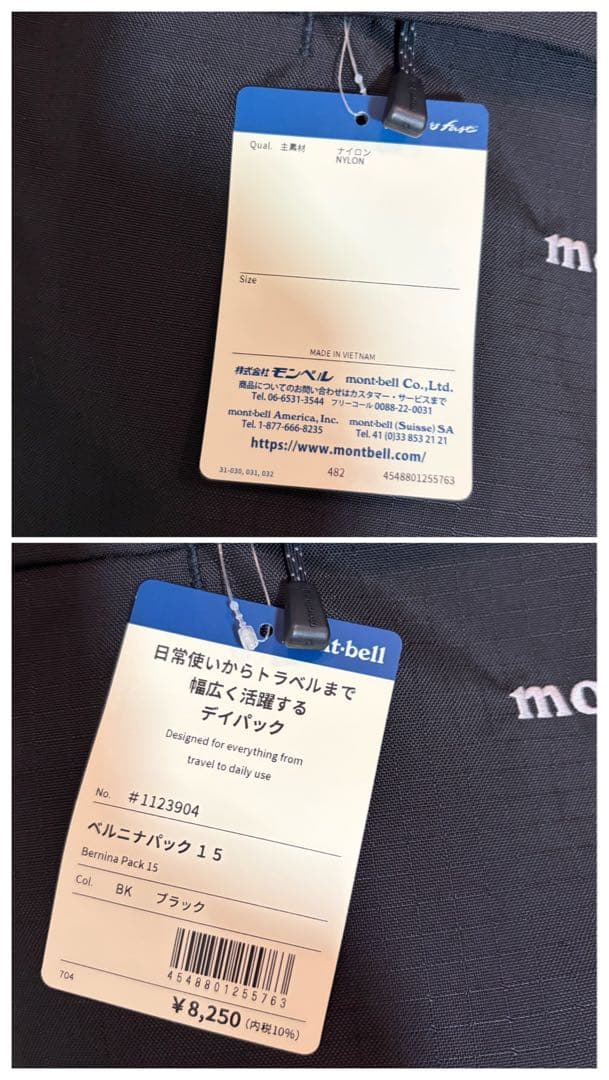 Fast
Qual. 主素材 ナイロン
NYLON
Size
MADE IN VIETNAM
株式会社 モンベル mont-bell Co.,Ltd.
商品についてのお問い合わせはカスタマー・サービスまで
Tel. 06-6531-3544 フリーコール 0088-22-0031
mont-bell America, Inc. mont-bell (Suisse) SA
Tel. 1-877-666-8235 Tel. 41 (0)33 853 21 21
https://www.montbell.com/
31-030, 031, 032 482 4548801255763
t·bell
日常使いからトラベルまで
幅広く活躍する
デイパック
Designed for everything from
travel to daily use
No. #1123904
ベルニナパック 15
Bernina Pack 15
Col. BK ブラック
4548801255763
704
¥8,250 (内税10%)